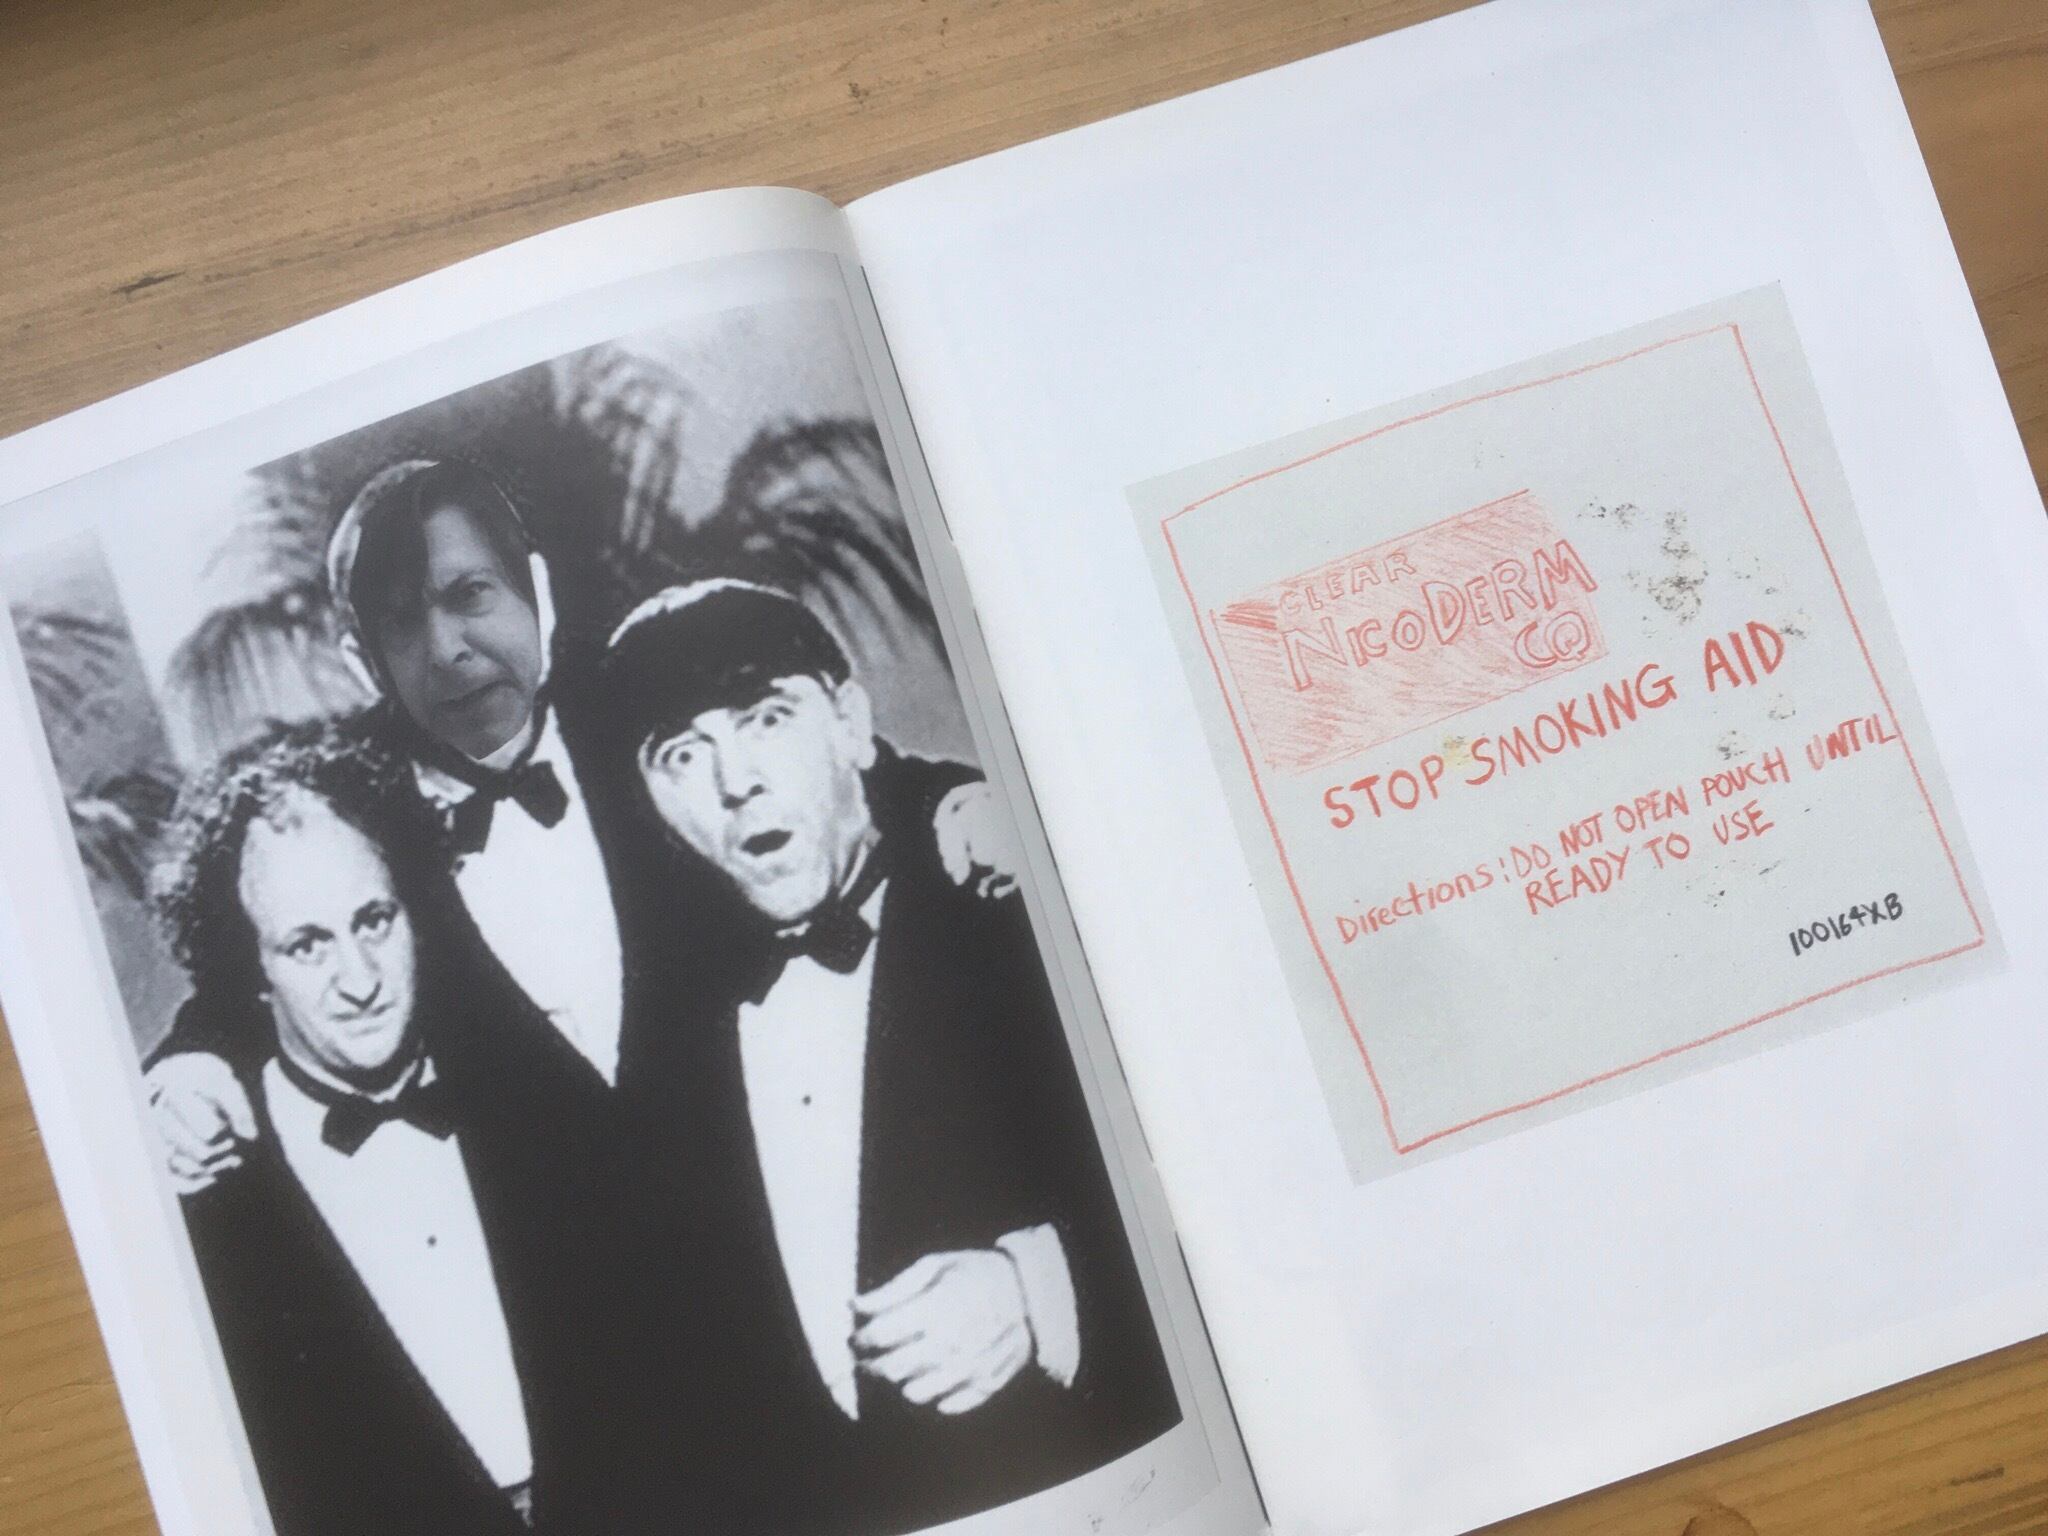 CLEAR
NICODERM
CQ
STOP SMOKING AID
Directions: DO NOT OPEN POUCH UNTIL
READY TO USE
100164XB